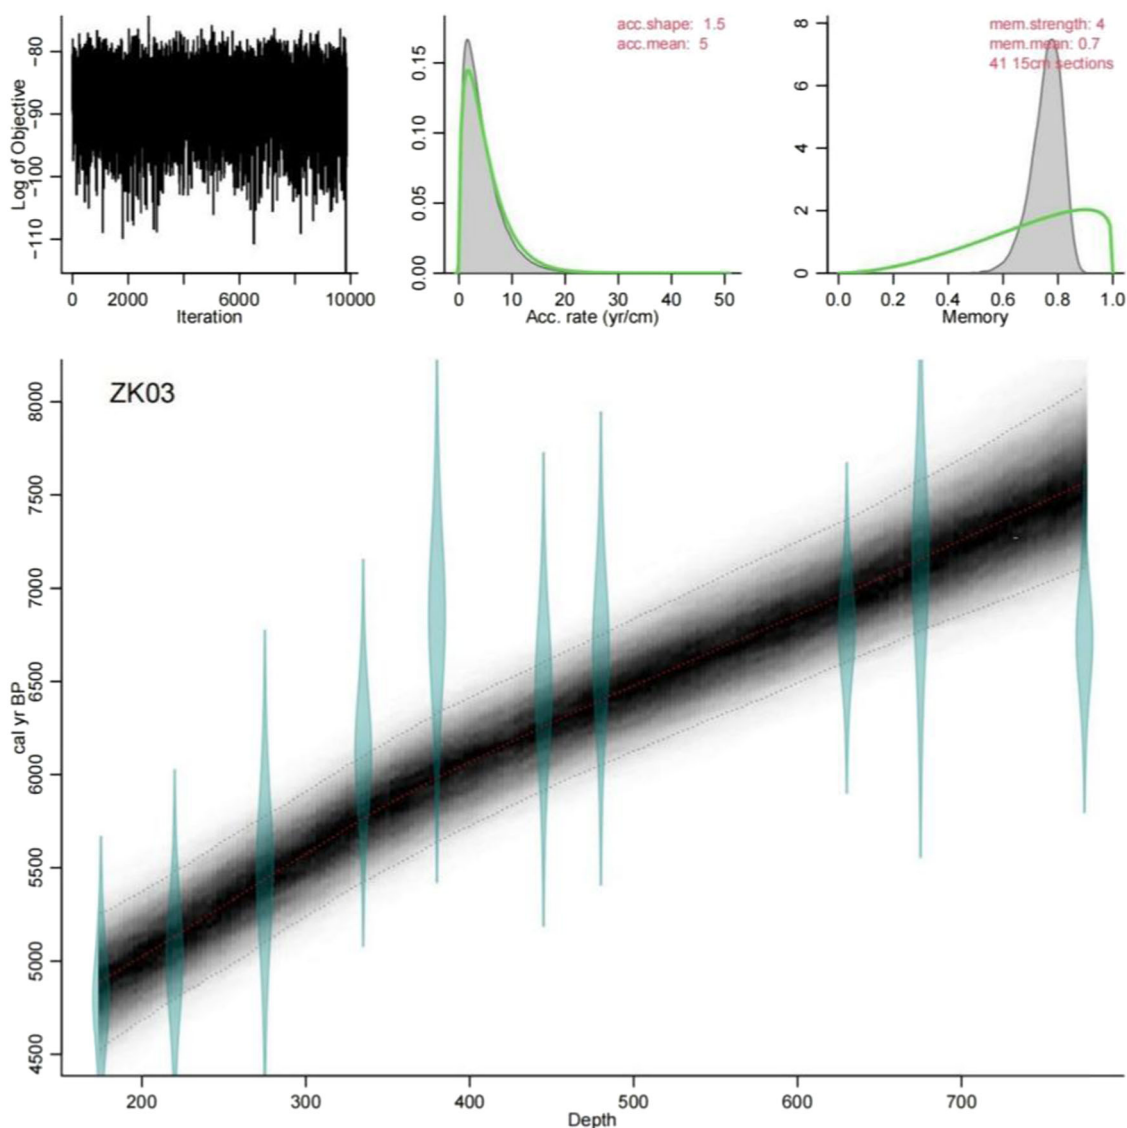 -80
-90
-100
-110
Log of Objective
0 2000 6000 10000
Iteration
0.15
0.10
0.05
0.00
acc.shape: 1.5
acc.mean: 5
0 10 20 30 40 50
Acc. rate (yr/cm)
8
6
4
2
0
mem.strength: 4
mem.mean: 0.7
41 15cm sections
0.0 0.2 0.4 0.6 0.8 1.0
Memory
ZK03
8000
7500
7000
6500
6000
5500
5000
4500
cal yr BP
200 300 400 500 600 700
Depth